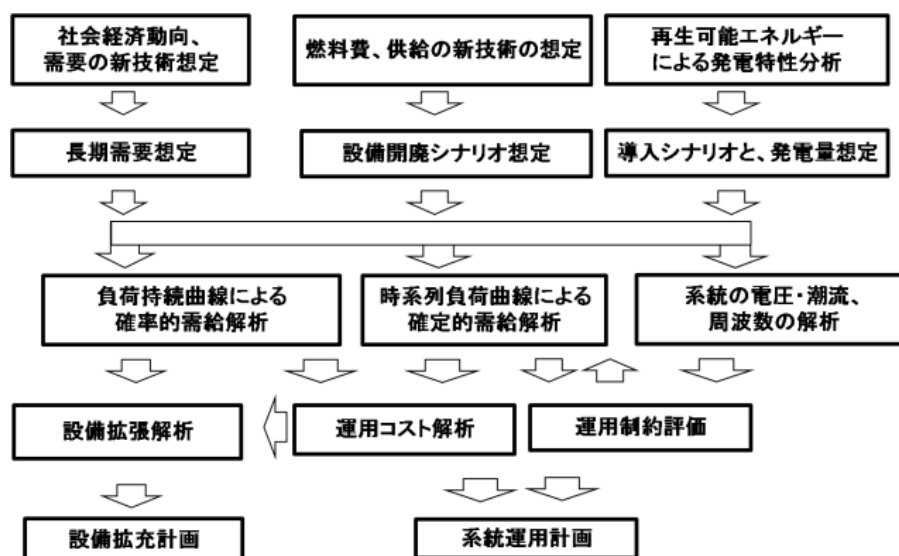 社会経済動向、
需要の新技術想定
燃料費、供給の新技術の想定
再生可能エネルギー
による発電特性分析
長期需要想定
設備開廃シナリオ想定
導入シナリオと、発電量想定
負荷持続曲線による
確率的需給解析
時系列負荷曲線による
確定的需給解析
系統の電圧・潮流、
周波数の解析
設備拡張解析
運用コスト解析
運用制約評価
設備拡充計画
系統運用計画